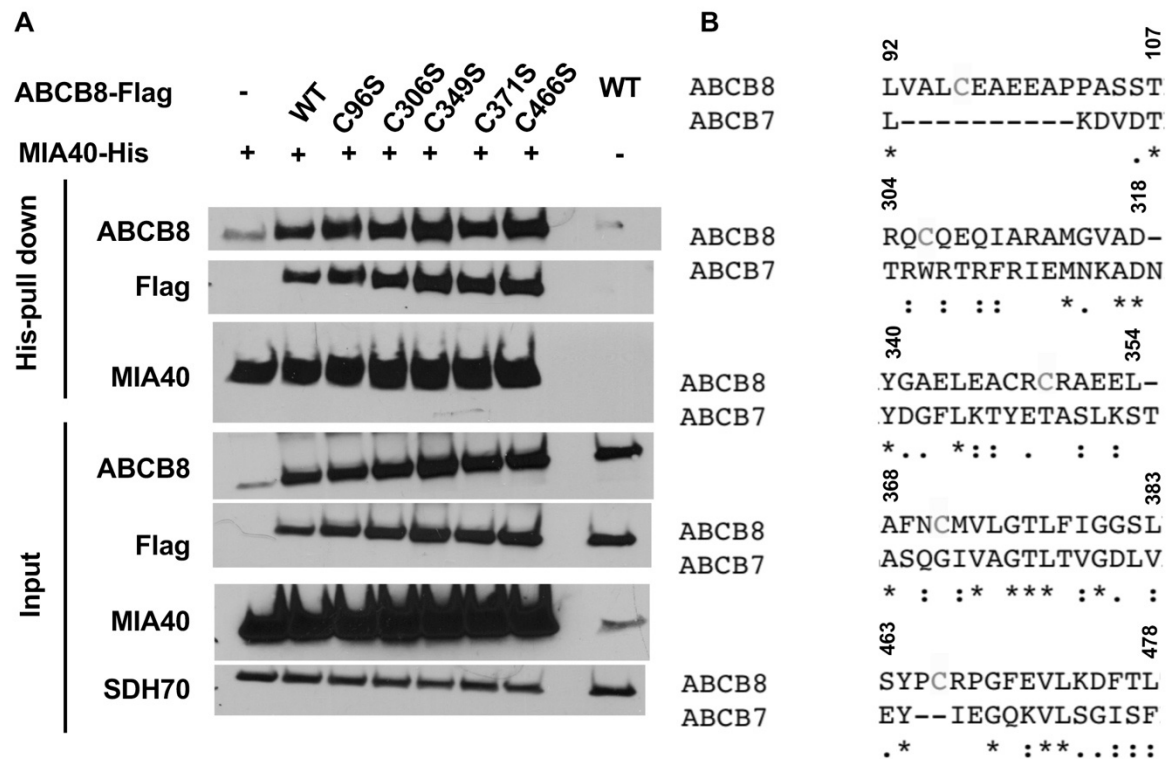 A
ABCB8-Flag - WT C96S C306S C349S C371S C466S WT
MIA40-His + + + + + + + -
His-pull down
ABCB8
Flag
MIA40
Input
ABCB8
Flag
MIA40
SDH70
B
92 107
ABCB8 LVALCEAEEAPPASST
ABCB7 L----------KDVDT
* .*
304 318
ABCB8 RQCQEQIARAMGVAD-
ABCB7 TRWRTRFRIEMNKADN
: : :: *. **
340 354
ABCB8 YGAELEACRCRAEEL-
ABCB7 YDGFLKTYETASLKST
*.. *:: . : :
368 383
ABCB8 AFNCMVLGTLFIGGSL
ABCB7 ASQGIVAGTLTVGDLV
* : :* *** :*. :
463 478
ABCB8 SYPCRPGFEVLKDFTL
ABCB7 EY--IEGQKVLSGISF
.* * :**..:::